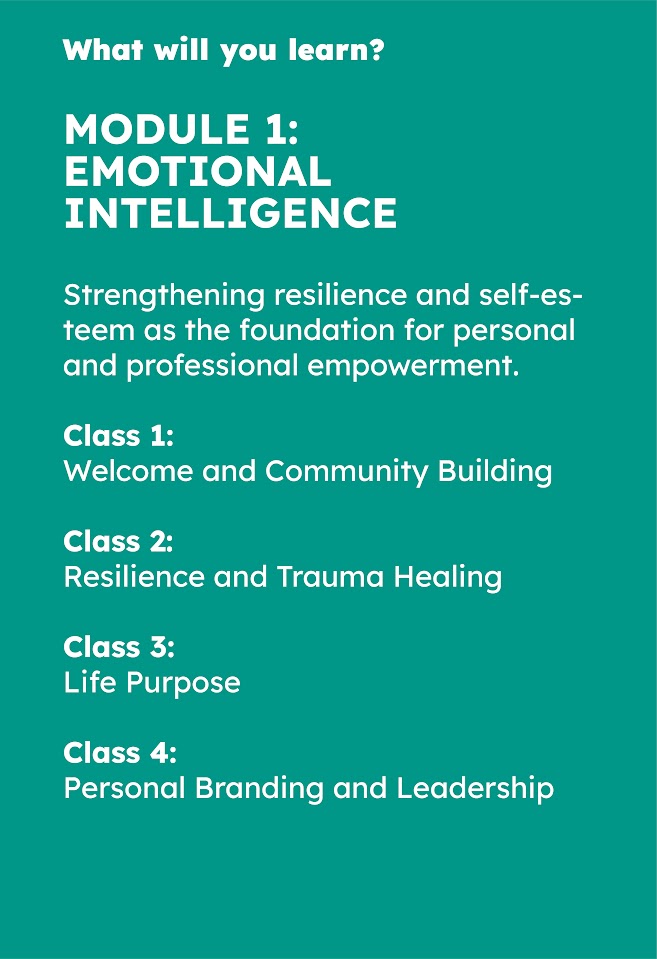 What will you learn?
MODULE 1:
EMOTIONAL
INTELLIGENCE
Strengthening resilience and self-es-
teem as the foundation for personal
and professional empowerment.
Class 1:
Welcome and Community Building
Class 2:
Resilience and Trauma Healing
Class 3:
Life Purpose
Class 4:
Personal Branding and Leadership